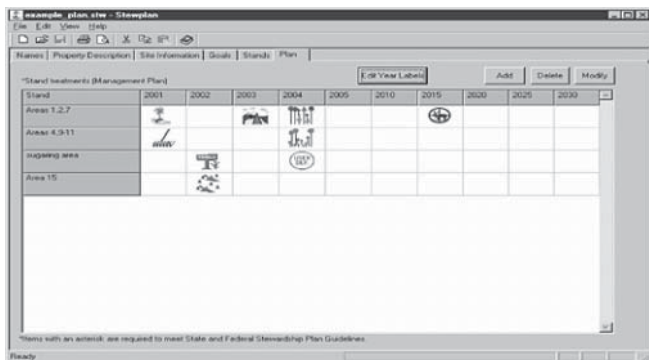 example_plan.stw - Stewplan
File Edit View Help
Names Property Description Site Information Goals Stands Plan
*Stand treatments (Management Plan)
Edit Year Labels Add Delete Modify
Stand 2001 2002 2003 2004 2005 2010 2015 2020 2025 2030
Areas 1,2,7
Areas 4,9-11
sugaring area
Area 15
*Items with an asterisk are required to meet State and Federal Stewardship Plan Guidelines.
Ready